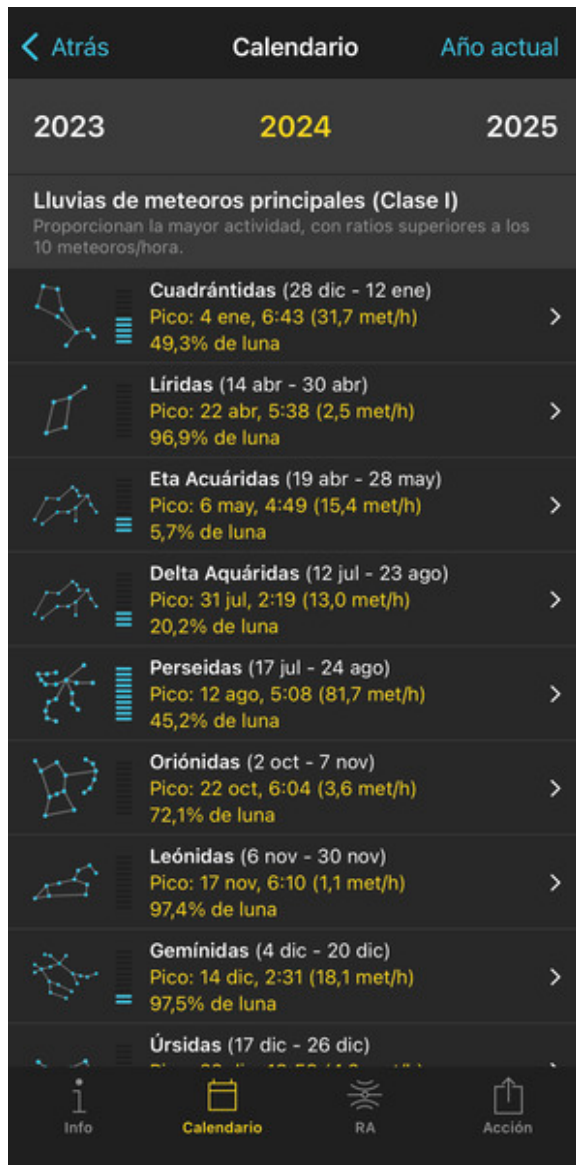 Atrás
Calendario
Año actual
2023
2024
2025
Lluvias de meteoros principales (Clase I)
Proporcionan la mayor actividad, con ratios superiores a los
10 meteoros/hora.
Cuadrántidas (28 dic - 12 ene)
Pico: 4 ene, 6:43 (31,7 met/h)
49,3% de luna
Líridas (14 abr - 30 abr)
Pico: 22 abr, 5:38 (2,5 met/h)
96,9% de luna
Eta Acuáridas (19 abr - 28 may)
Pico: 6 may, 4:49 (15,4 met/h)
5,7% de luna
Delta Aquáridas (12 jul - 23 ago)
Pico: 31 jul, 2:19 (13,0 met/h)
20,2% de luna
Perseidas (17 jul - 24 ago)
Pico: 12 ago, 5:08 (81,7 met/h)
45,2% de luna
Oriónidas (2 oct - 7 nov)
Pico: 22 oct, 6:04 (3,6 met/h)
72,1% de luna
Leónidas (6 nov - 30 nov)
Pico: 17 nov, 6:10 (1,1 met/h)
97,4% de luna
Gemínidas (4 dic - 20 dic)
Pico: 14 dic, 2:31 (18,1 met/h)
97,5% de luna
Úrsidas (17 dic - 26 dic)
Info
Calendario
RA
Acción